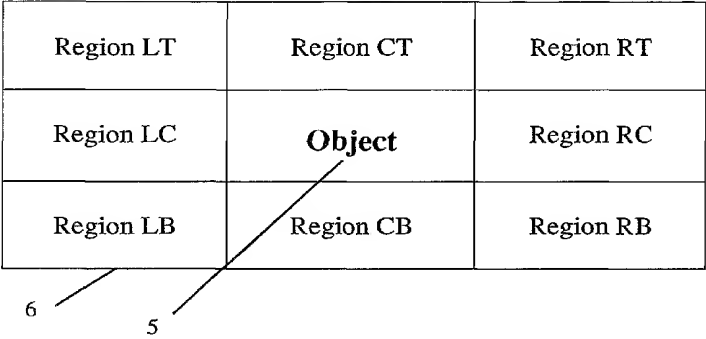 Region LT Region CT Region RT
Region LC Object Region RC
Region LB Region CB Region RB
6
5